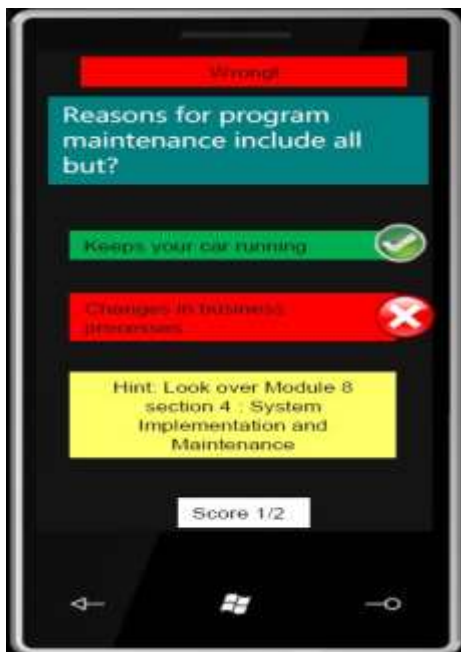 Wrong!
Reasons for program
maintenance include all
but?
Keeps your car running
Changes in business
processes
Hint: Look over Module 8
section 4 : System
Implementation and
Maintenance
Score 1/2